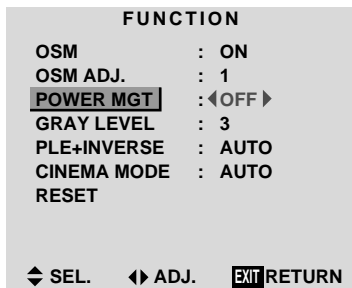 FUNCTION
OSM : ON
OSM ADJ. : 1
POWER MGT : OFF
GRAY LEVEL : 3
PLE+INVERSE : AUTO
CINEMA MODE : AUTO
RESET
SEL. ADJ. EXIT RETURN